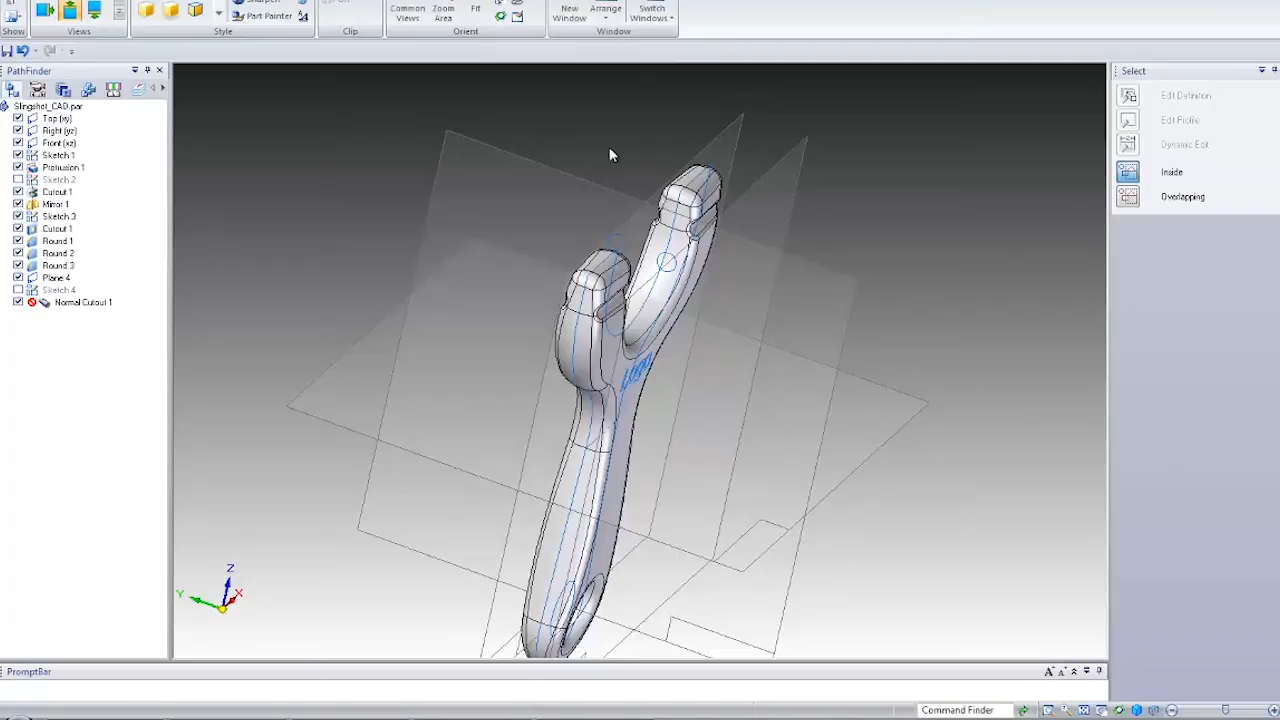 Common
Views
Zoom
Area
Fit
New
Window
Arrange
Switch
Windows
Part Painter
Show
Views
Style
Clip
Orient
Window
PathFinder
Select
Slingshot_CAD.par
Top (xy)
Right (yz)
Front (xz)
Sketch 1
Protrusion 1
Sketch 2
Cutout 1
Mirror 1
Sketch 3
Cutout 1
Round 1
Round 2
Round 3
Plane 4
Sketch 4
Normal Cutout 1
Edit Definition
Edit Profile
Dynamic Edit
Inside
Overlapping
LOGO
Z
Y
X
PromptBar
Command Finder